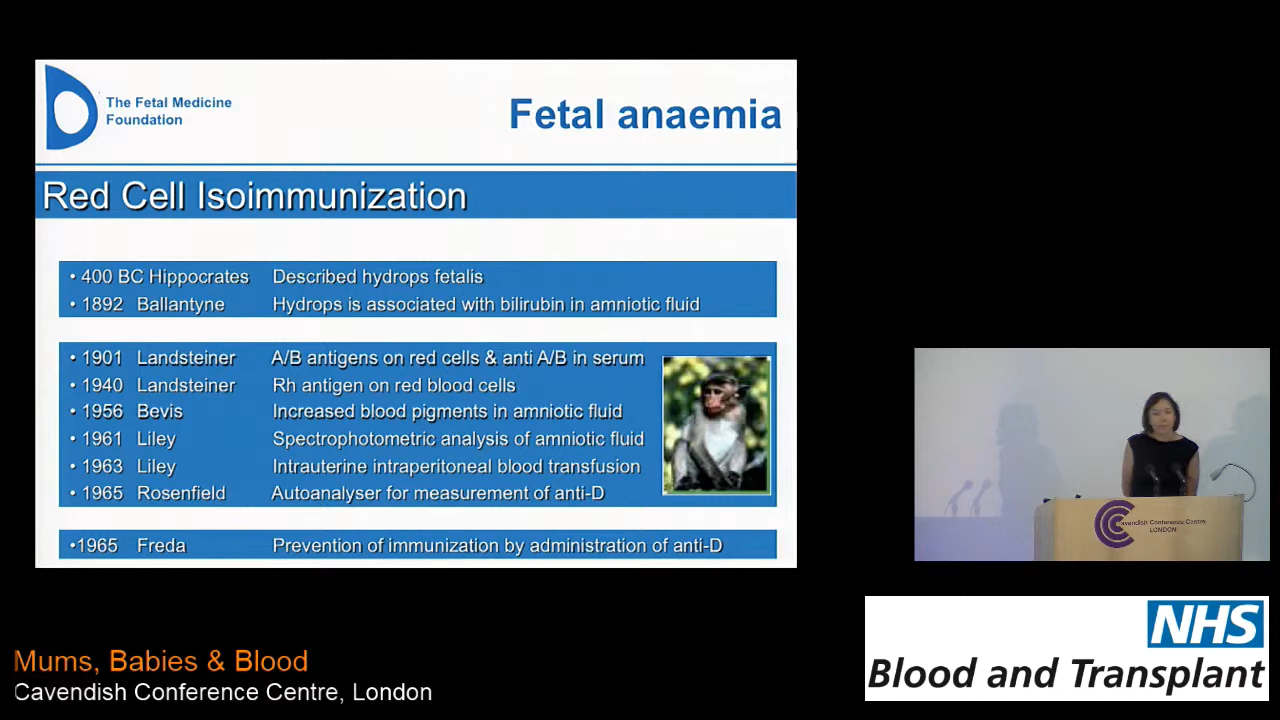 The Fetal Medicine
Foundation
Fetal anaemia
Red Cell Isoimmunization
• 400 BC Hippocrates Described hydrops fetalis
• 1892 Ballantyne Hydrops is associated with bilirubin in amniotic fluid
• 1901 Landsteiner A/B antigens on red cells & anti A/B in serum
• 1940 Landsteiner Rh antigen on red blood cells
• 1956 Bevis Increased blood pigments in amniotic fluid
• 1961 Liley Spectrophotometric analysis of amniotic fluid
• 1963 Liley Intrauterine intraperitoneal blood transfusion
• 1965 Rosenfield Autoanalyser for measurement of anti-D
•1965 Freda Prevention of immunization by administration of anti-D
Cavendish Conference Centre
LONDON
NHS
Blood and Transplant
Mums, Babies & Blood
Cavendish Conference Centre, London